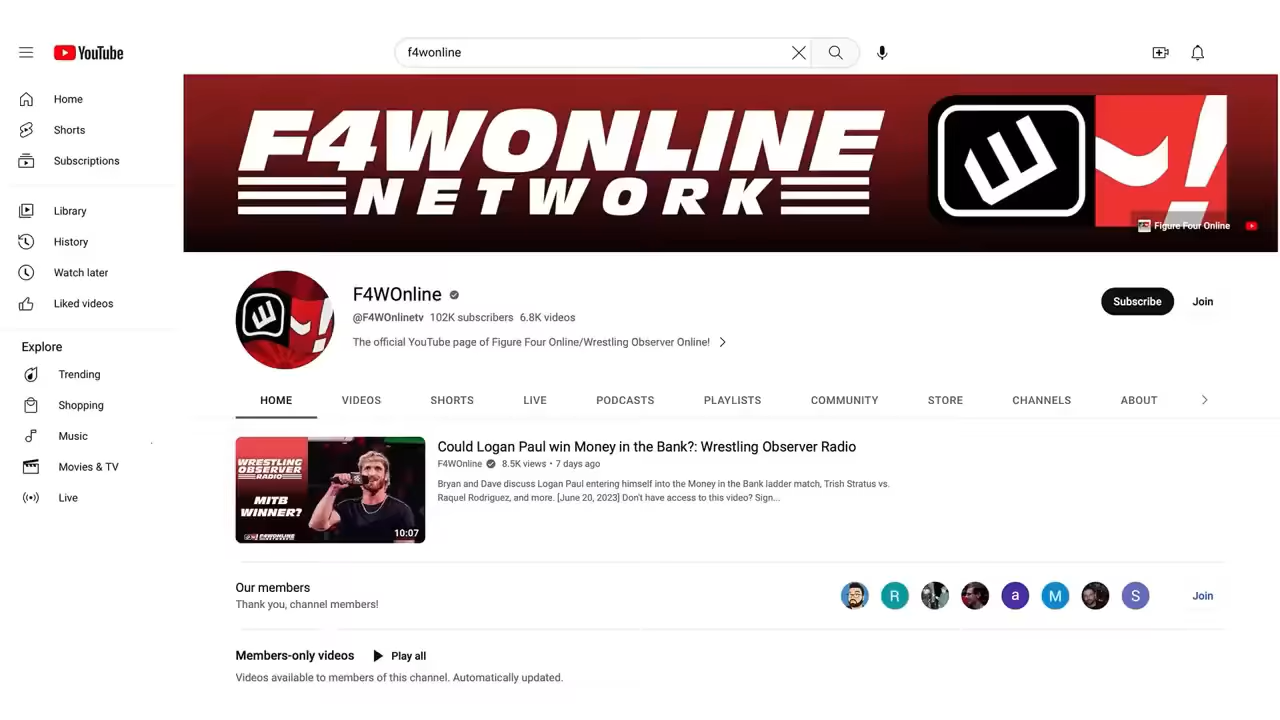 YouTube
f4wonline
Home
Shorts
Subscriptions
Library
History
Watch later
Liked videos
Explore
Trending
Shopping
Music
Movies & TV
Live
F4WONLINE
NETWORK
Figure Four Online
F4WOnline
@F4WOnlinetv 102K subscribers 6.8K videos
The official YouTube page of Figure Four Online/Wrestling Observer Online!
Subscribe
Join
HOME VIDEOS SHORTS LIVE PODCASTS PLAYLISTS COMMUNITY STORE CHANNELS ABOUT
WRESTLING
OBSERVER
RADIO
MITB
WINNER?
F4WONLINE
NETWORK
10:07
Could Logan Paul win Money in the Bank?: Wrestling Observer Radio
F4WOnline 8.5K views • 7 days ago
Bryan and Dave discuss Logan Paul entering himself into the Money in the Bank ladder match, Trish Stratus vs.
Raquel Rodriguez, and more. [June 20, 2023] Don't have access to this video? Sign...
Our members
Thank you, channel members!
R a M S
Join
Members-only videos Play all
Videos available to members of this channel. Automatically updated.